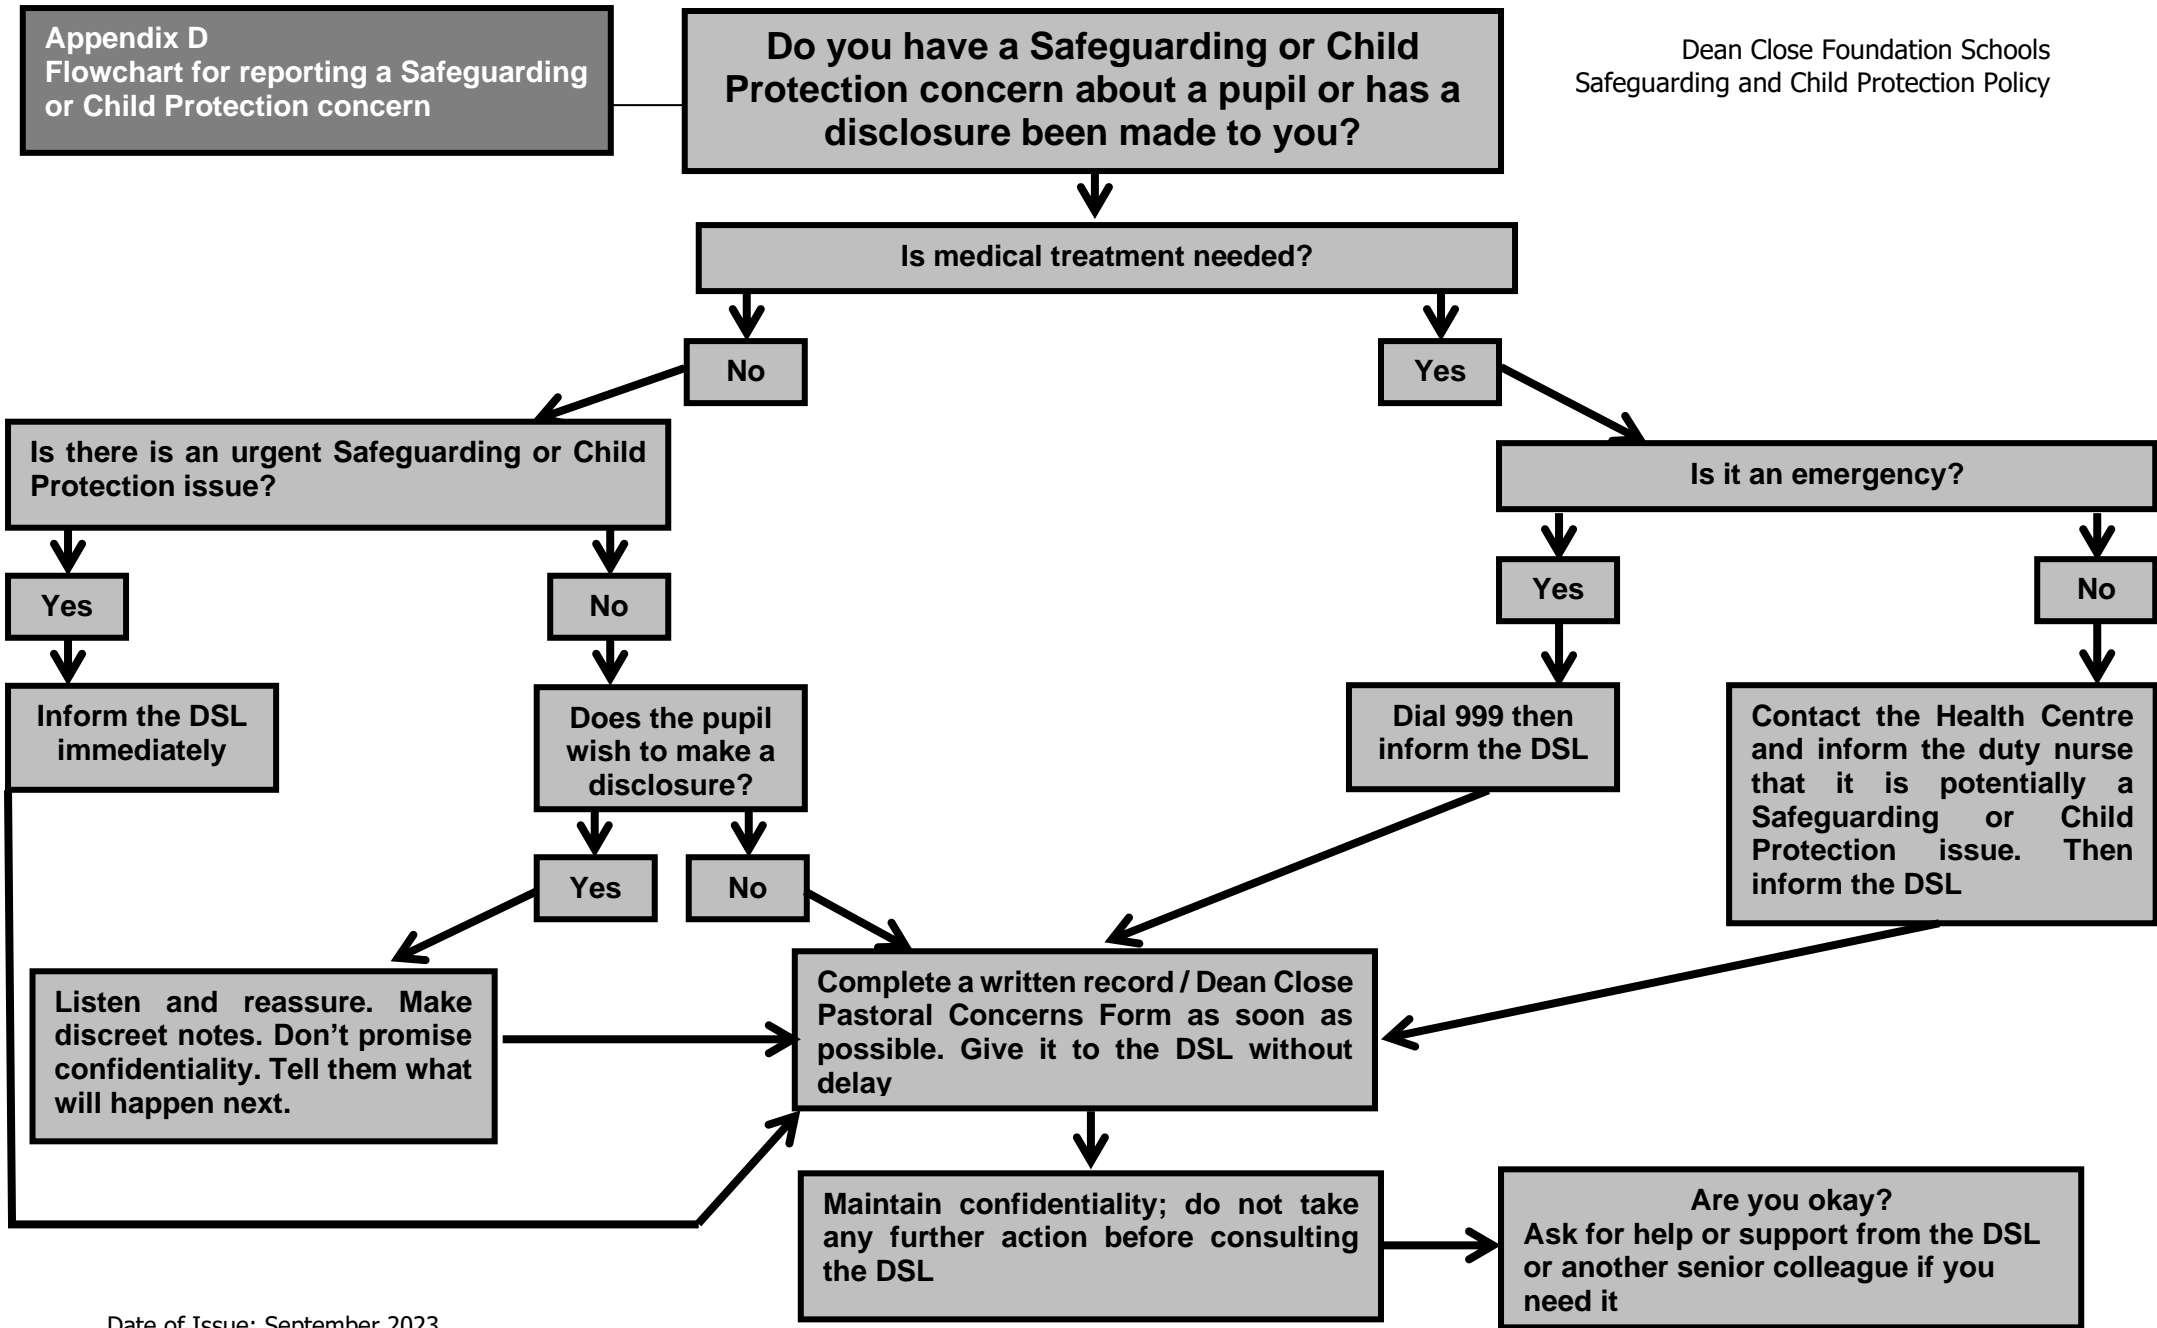 Appendix D
Flowchart for reporting a Safeguarding
or Child Protection concern
Do you have a Safeguarding or Child
Protection concern about a pupil or has a
disclosure been made to you?
Dean Close Foundation Schools
Safeguarding and Child Protection Policy
Is medical treatment needed?
No
Yes
Is there is an urgent Safeguarding or Child
Protection issue?
Is it an emergency?
Yes
No
Yes
No
Inform the DSL
immediately
Does the pupil
wish to make a
disclosure?
Dial 999 then
inform the DSL
Contact the Health Centre
and inform the duty nurse
that it is potentially a
Safeguarding or Child
Protection issue. Then
inform the DSL
Yes
No
Listen and reassure. Make
discreet notes. Don’t promise
confidentiality. Tell them what
will happen next.
Complete a written record / Dean Close
Pastoral Concerns Form as soon as
possible. Give it to the DSL without
delay
Maintain confidentiality; do not take
any further action before consulting
the DSL
Are you okay?
Ask for help or support from the DSL
or another senior colleague if you
need it
Date of Issue: September 2023